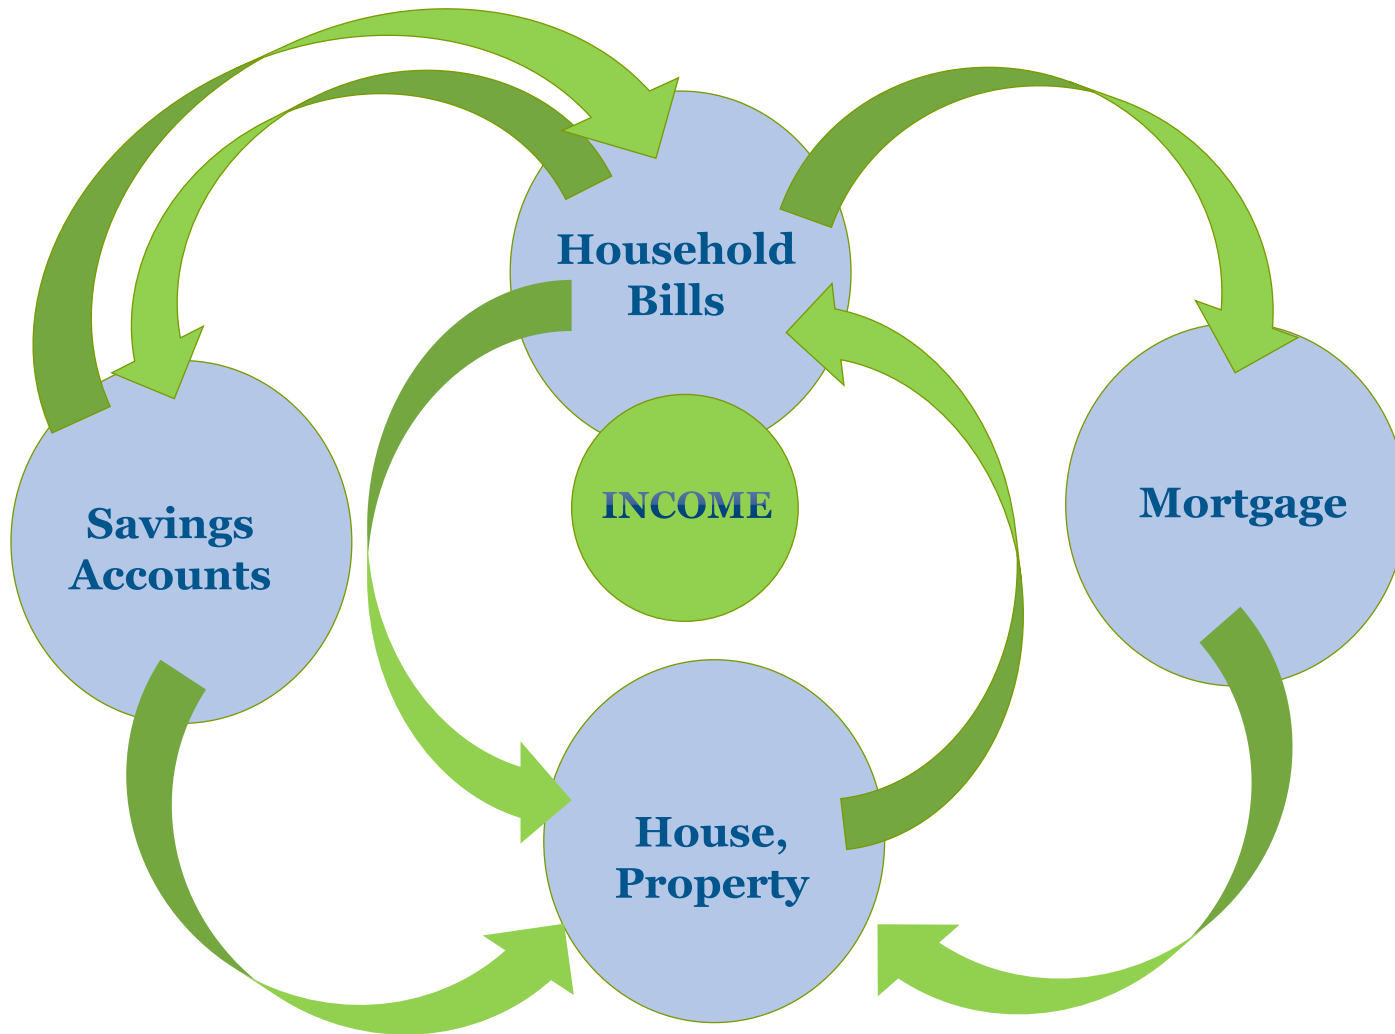 Household
Bills
INCOME
Savings
Accounts
Mortgage
House,
Property